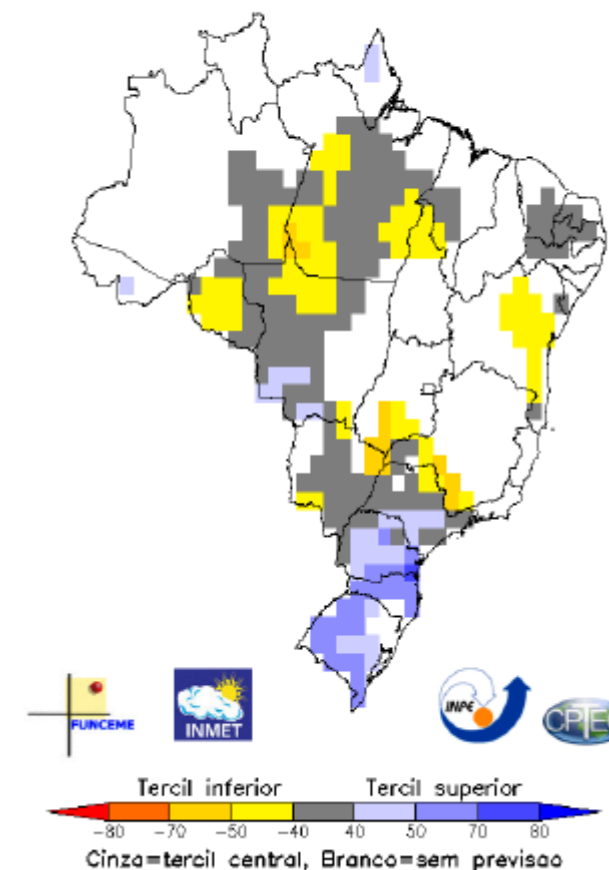 FUNCEME
INMET
INPE
CPTEC
Tercil inferior Tercil superior
-80 -70 -50 -40 40 50 70 80
Cinza=tercil central, Branco=sem previsao